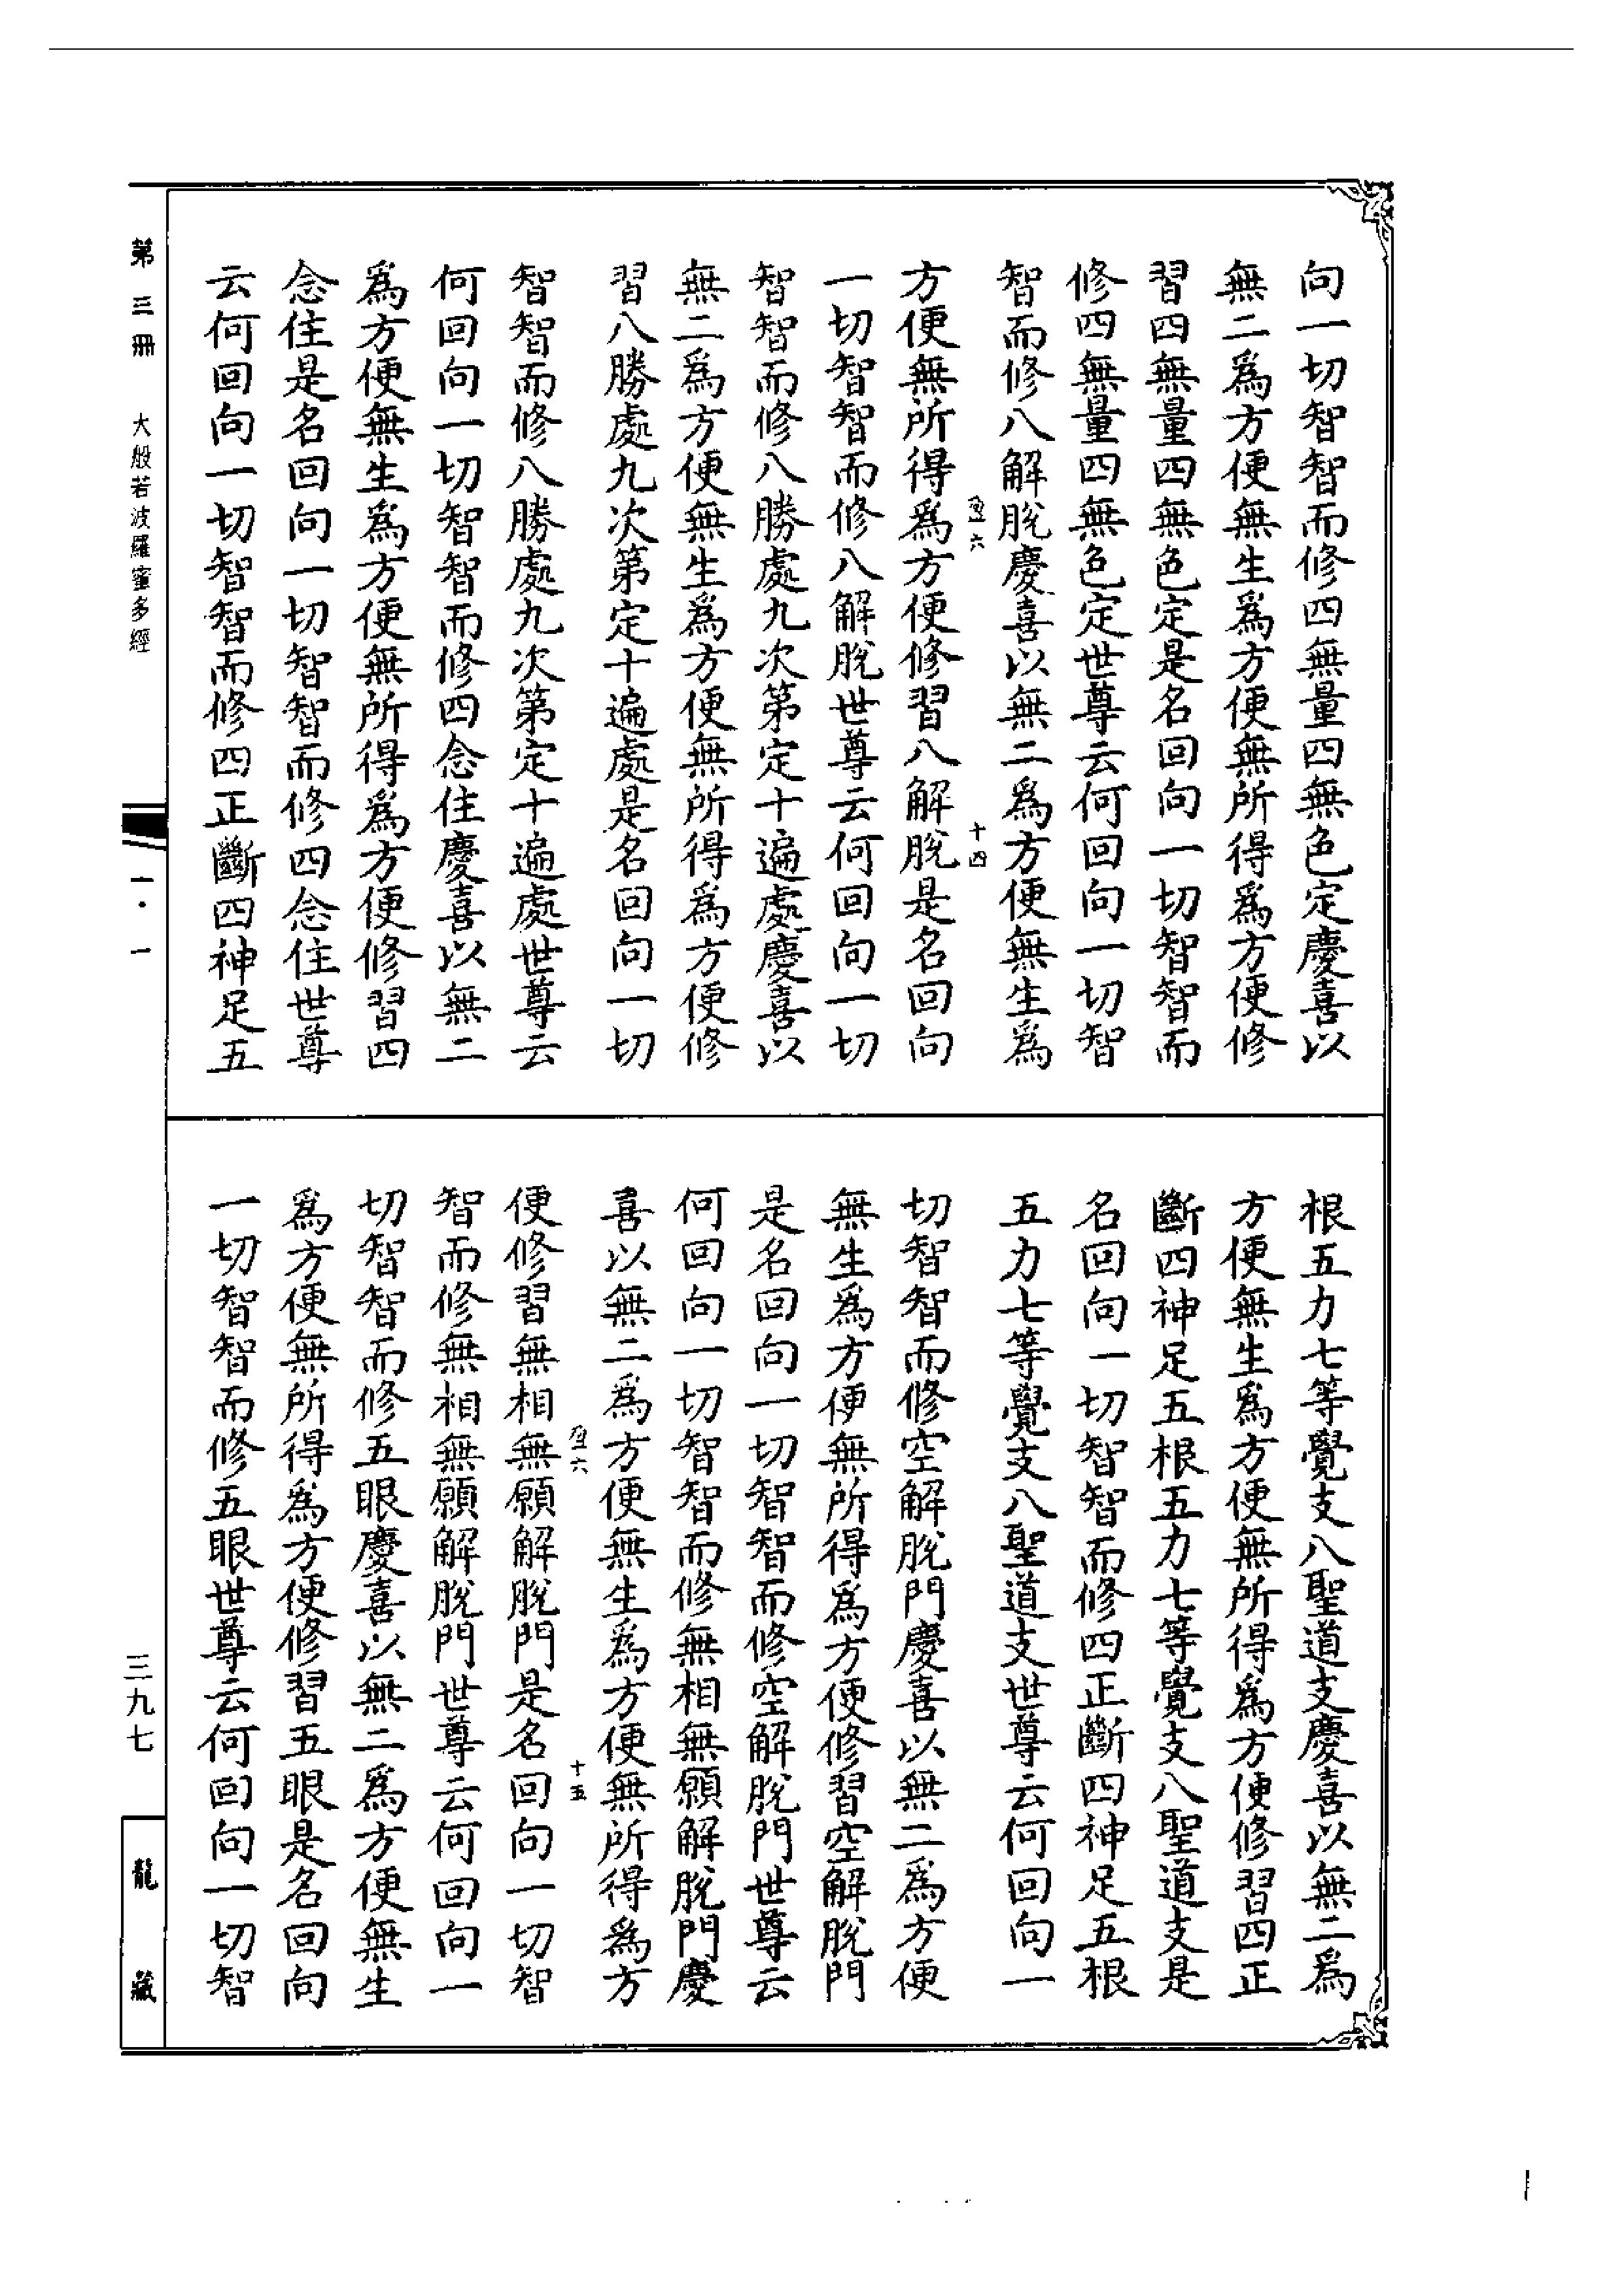 向一切智智而修四無量四無色定慶喜以
無二爲方便無生爲方便無所得爲方便修
習四無量四無色定是名回向一切智智而
修四無量四無色定世尊云何回向一切智
智而修八解脫慶喜以無二爲方便無生爲
方便無所得爲方便修習八解脫是名回向
六 十四
一切智智而修八解脫世尊云何回向一切
智智而修八勝處九次第定十遍處慶喜以
無二爲方便無生爲方便無所得爲方便修
習八勝處九次第定十遍處是名回向一切
智智而修八勝處九次第定十遍處世尊云
何回向一切智智而修四念住慶喜以無二
爲方便無生爲方便無所得爲方便修習四
念住是名回向一切智智而修四念住世尊
云何回向一切智智而修四正斷四神足五
根五力七等覺支八聖道支慶喜以無二爲
方便無生爲方便無所得爲方便修習四正
斷四神足五根五力七等覺支八聖道支是
名回向一切智智而修四正斷四神足五根
五力七等覺支八聖道支世尊云何回向一
切智智而修空解脫門慶喜以無二爲方便
無生爲方便無所得爲方便修習空解脫門
是名回向一切智智而修空解脫門世尊云
何回向一切智智而修無相無願解脫門慶
喜以無二爲方便無生爲方便無所得爲方
六 十五
便修習無相無願解脫門是名回向一切智
智而修無相無願解脫門世尊云何回向一
切智智而修五眼慶喜以無二爲方便無生
爲方便無所得爲方便修習五眼是名回向
一切智智而修五眼世尊云何回向一切智
第三冊 大般若波羅蜜多經 一·一 三九七 龍藏